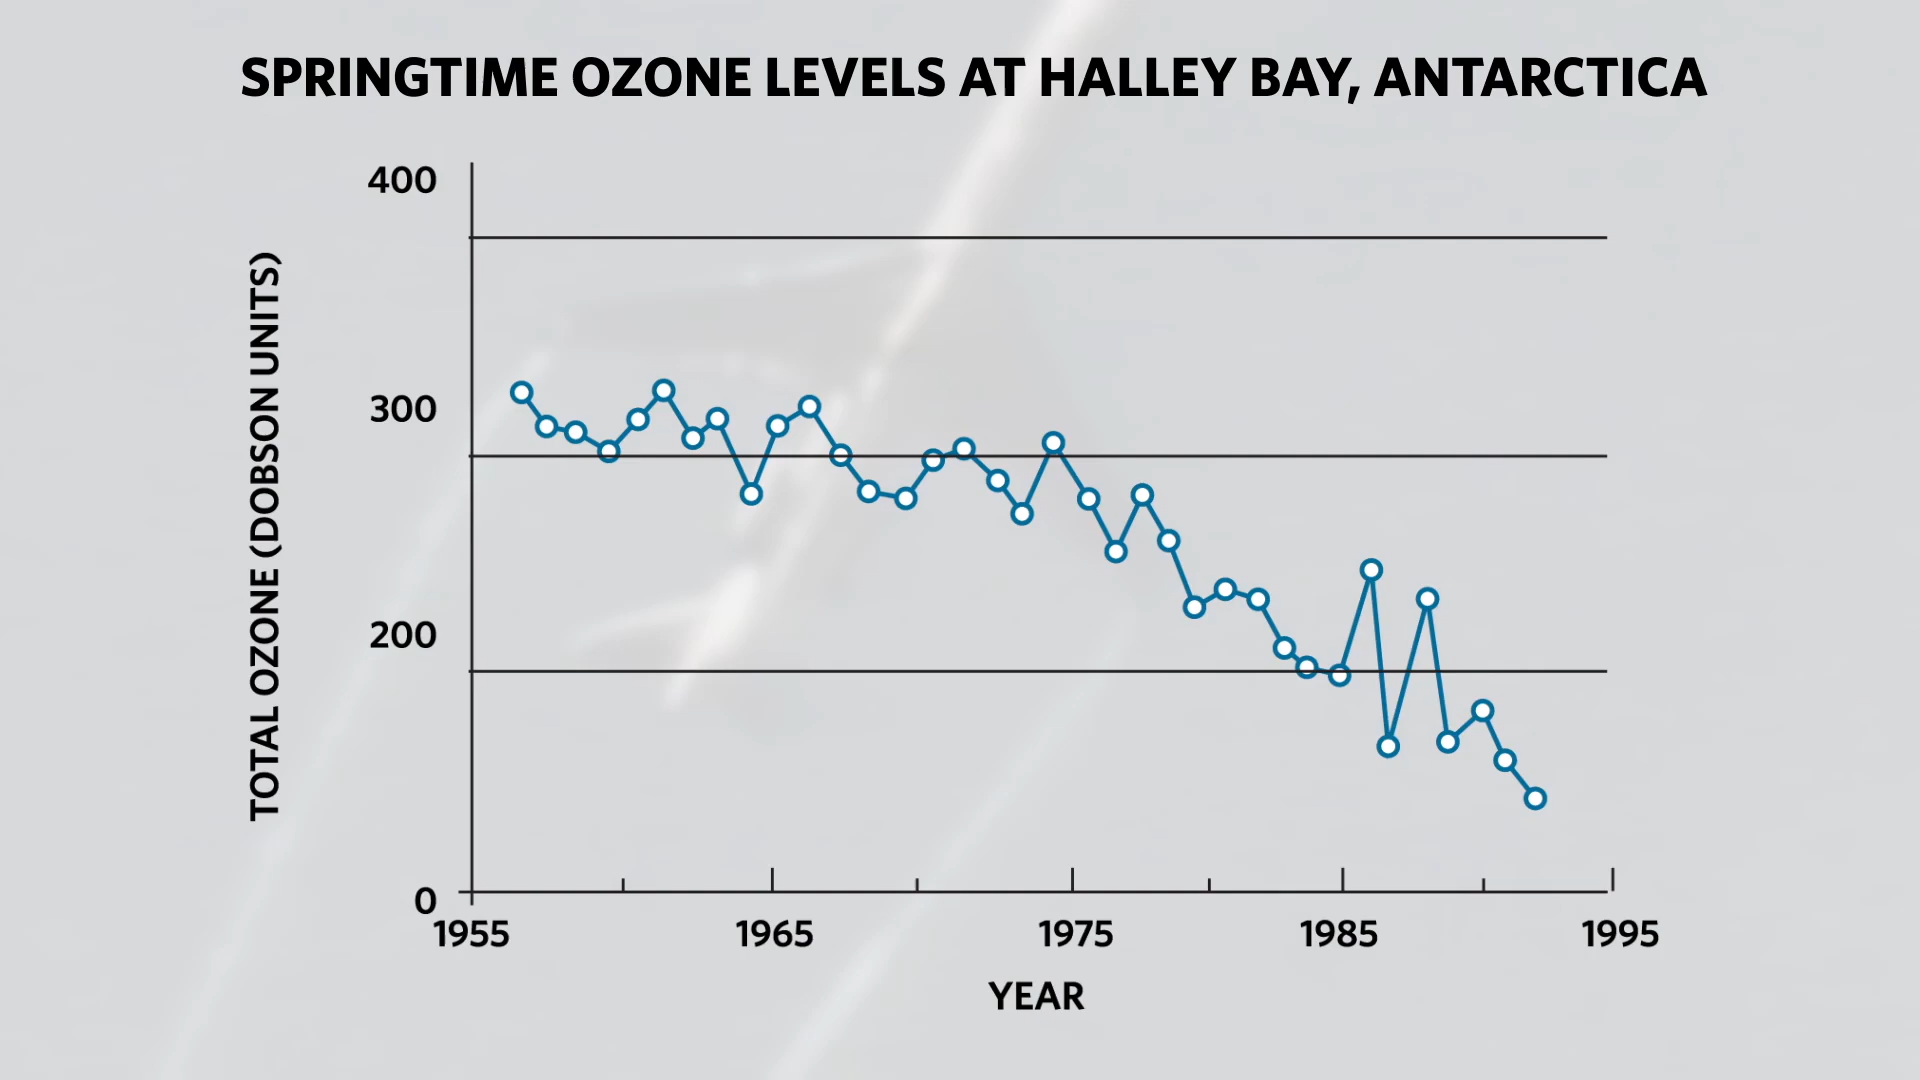 SPRINGTIME OZONE LEVELS AT HALLEY BAY, ANTARCTICA
TOTAL OZONE (DOBSON UNITS)
400
300
200
0
1955 1965 1975 1985 1995
YEAR